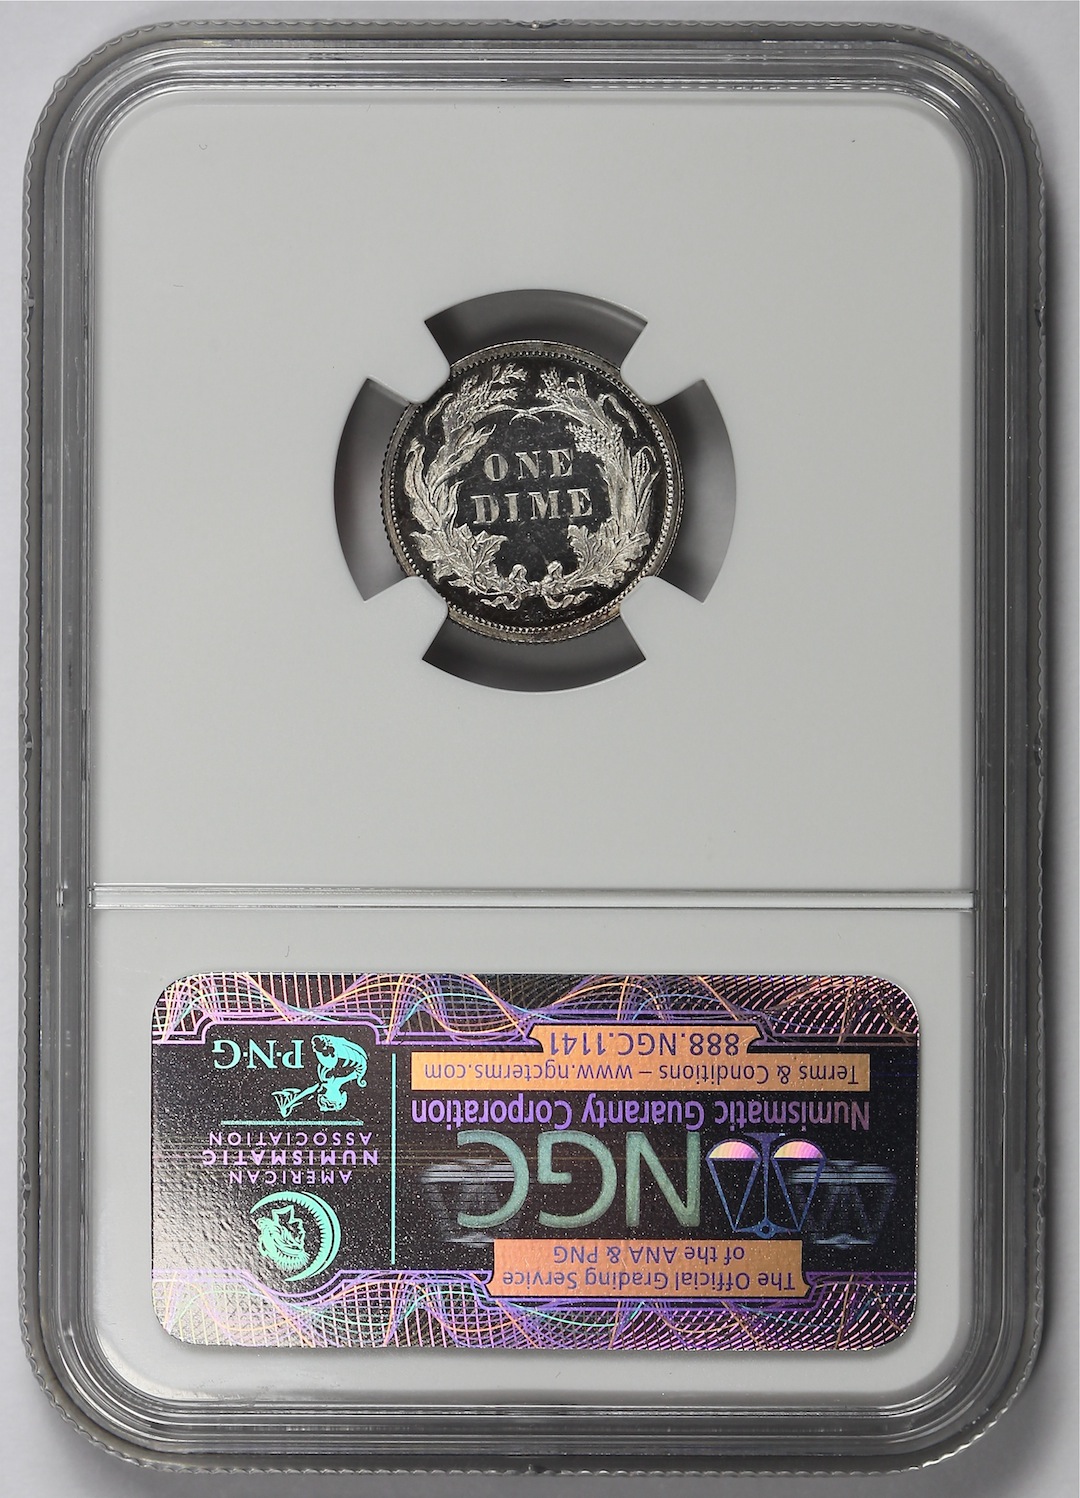 ONE
DIME
The Official Grading Service
of the ANA & PNG
NGC
Numismatic Guaranty Corporation
Terms & Conditions – www.ngcterms.com
888.NGC.1141
AMERICAN
NUMISMATIC
ASSOCIATION
P·N·G